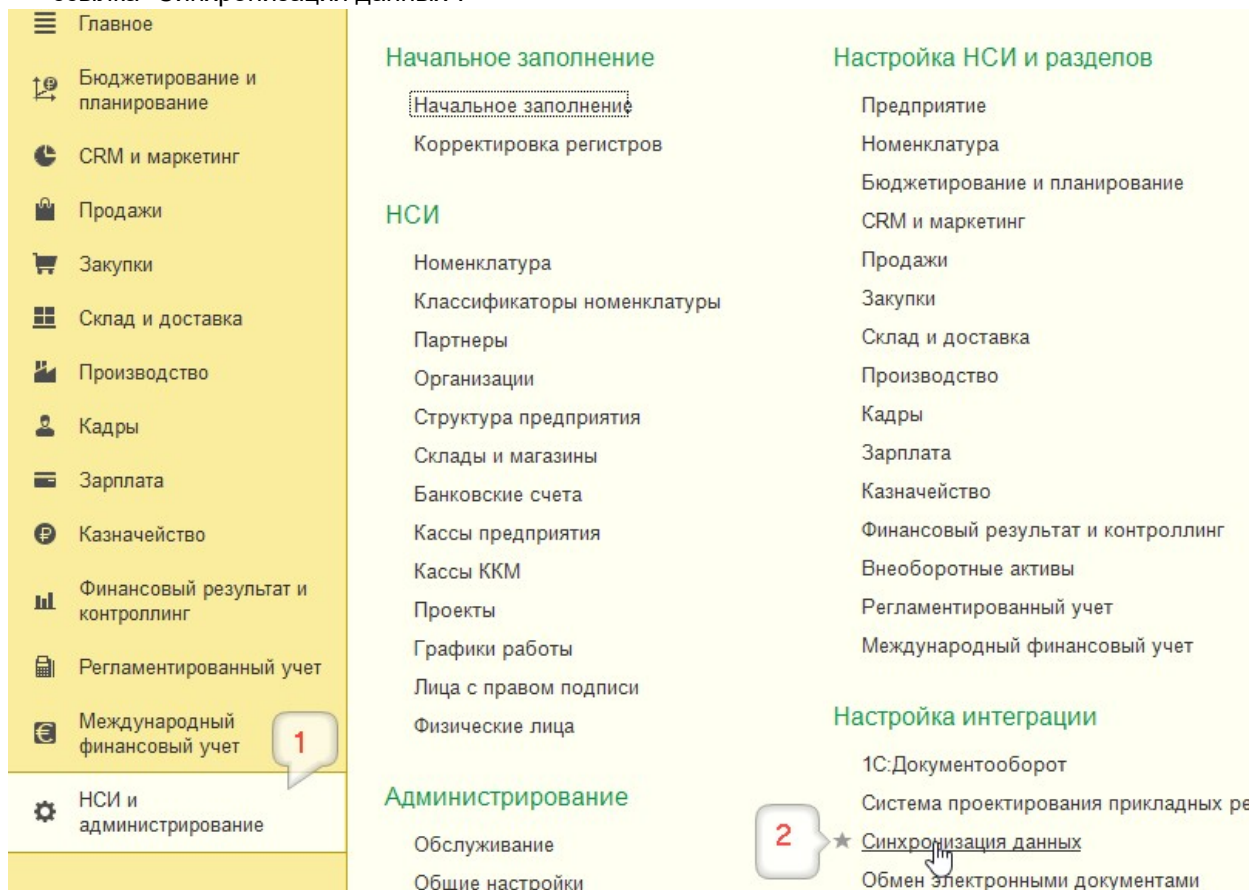 ссылка "Синхронизация данных".
Главное
Бюджетирование и
планирование
CRM и маркетинг
Продажи
Закупки
Склад и доставка
Производство
Кадры
Зарплата
Казначейство
Финансовый результат и
контроллинг
Регламентированный учет
Международный
финансовый учет
1
НСИ и
администрирование
Начальное заполнение
Начальное заполнение
Корректировка регистров
НСИ
Номенклатура
Классификаторы номенклатуры
Партнеры
Организации
Структура предприятия
Склады и магазины
Банковские счета
Кассы предприятия
Кассы ККМ
Проекты
Графики работы
Лица с правом подписи
Физические лица
Администрирование
Обслуживание
Общие настройки
Настройка НСИ и разделов
Предприятие
Номенклатура
Бюджетирование и планирование
CRM и маркетинг
Продажи
Закупки
Склад и доставка
Производство
Кадры
Зарплата
Казначейство
Финансовый результат и контроллинг
Внеоборотные активы
Регламентированный учет
Международный финансовый учет
Настройка интеграции
1С:Документооборот
Система проектирования прикладных ре
2
Синхронизация данных
Обмен электронными документами